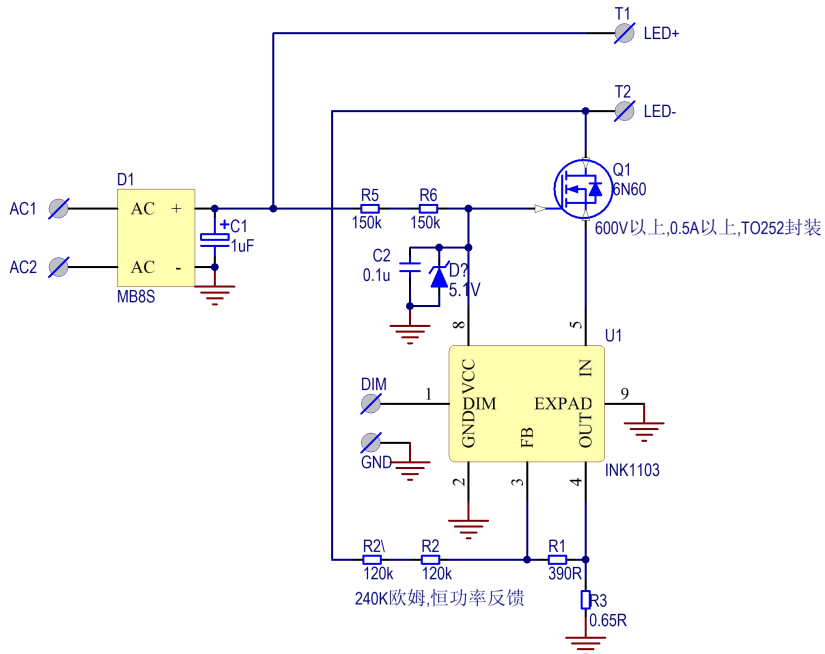 T1
LED+
T2
LED-
D1
AC1
AC +
AC2
AC -
MB8S
C1
+
1uF
R5
150k
R6
150k
Q1
6N60
600V以上,0.5A以上,TO252封装
C2
0.1u
D?
5.1V
8
5
U1
VCC
IN
DIM
1
DIM
EXPAD
9
GND
FB
OUT
GND
INK1103
2
3
4
R2\
120k
R2
120k
R1
390R
240K欧姆,恒功率反馈
R3
0.65R